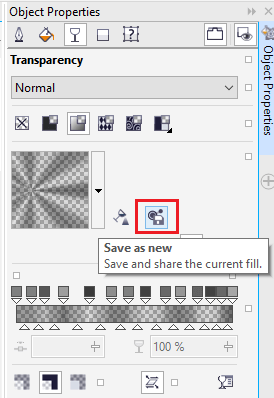 Object Properties
Transparency
Normal
Save as new
Save and share the current fill.
100 %
Object Properties